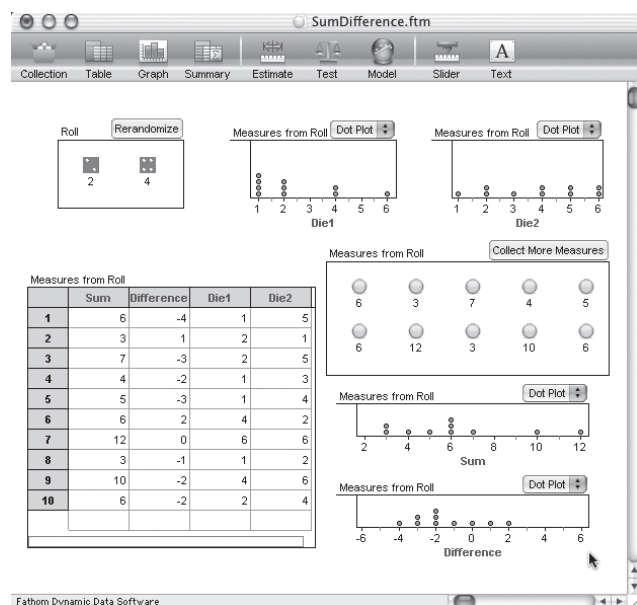 SumDifference.ftm
Collection Table Graph Summary Estimate Test Model Slider A Text
Roll Rerandomize
2 4
Measures from Roll Dot Plot
1 2 3 4 5 6
Die1
Measures from Roll Dot Plot
1 2 3 4 5 6
Die2
Measures from Roll Collect More Measures
6 3 7 4 5
6 12 3 10 6
Measures from Roll
Sum Difference Die1 Die2
1 6 -4 1 5
2 3 1 2 1
3 7 -3 2 5
4 4 -2 1 3
5 5 -3 1 4
6 6 2 4 2
7 12 0 6 6
8 3 -1 1 2
9 10 -2 4 6
10 6 -2 2 4
Measures from Roll Dot Plot
2 4 6 8 10 12
Sum
Measures from Roll Dot Plot
-6 -4 -2 0 2 4 6
Difference
Fathom Dynamic Data Software